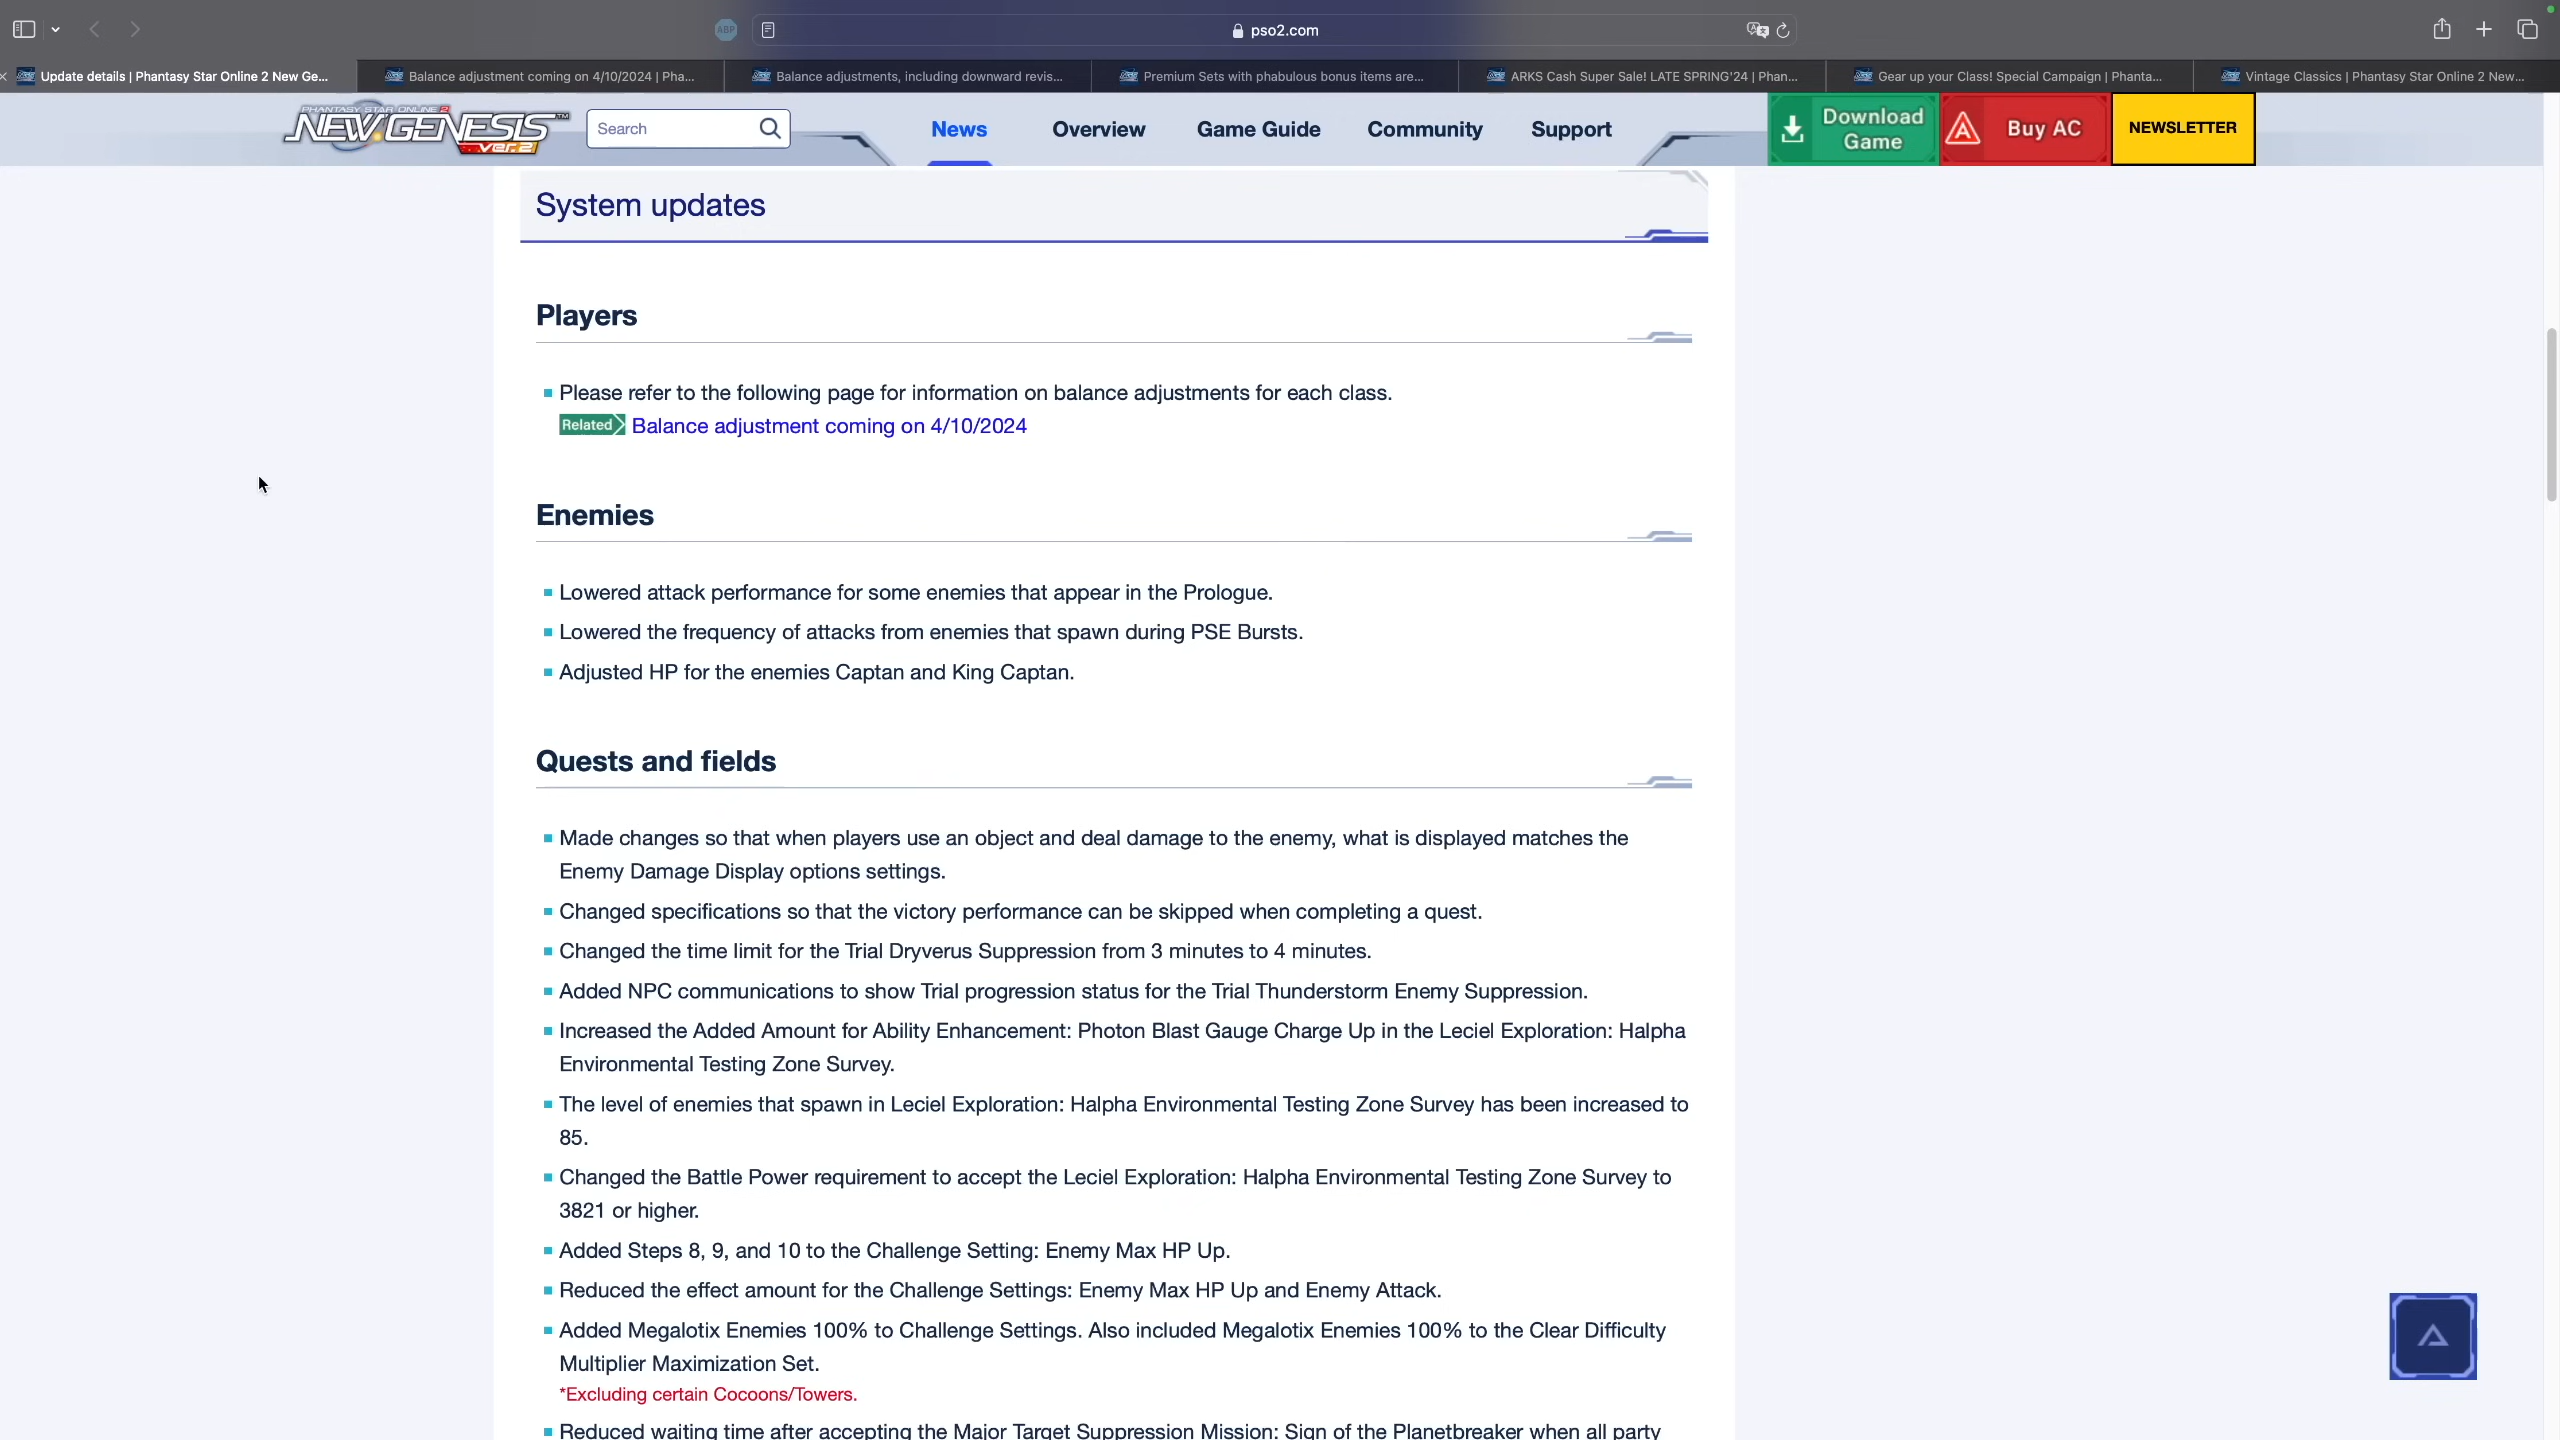 pso2.com
Update details | Phantasy Star Online 2 New Ge...
Balance adjustment coming on 4/10/2024 | Pha...
Balance adjustments, including downward revis...
Premium Sets with phabulous bonus items are...
ARKS Cash Super Sale! LATE SPRING'24 | Phan...
Gear up your Class! Special Campaign | Phanta...
Vintage Classics | Phantasy Star Online 2 New...
PHANTASY STAR ONLINE 2
NEW GENESIS
ver.2
Search
News
Overview
Game Guide
Community
Support
Download
Game
Buy AC
NEWSLETTER
System updates
Players
Please refer to the following page for information on balance adjustments for each class.
Related Balance adjustment coming on 4/10/2024
Enemies
Lowered attack performance for some enemies that appear in the Prologue.
Lowered the frequency of attacks from enemies that spawn during PSE Bursts.
Adjusted HP for the enemies Captan and King Captan.
Quests and fields
Made changes so that when players use an object and deal damage to the enemy, what is displayed matches the
Enemy Damage Display options settings.
Changed specifications so that the victory performance can be skipped when completing a quest.
Changed the time limit for the Trial Dryverus Suppression from 3 minutes to 4 minutes.
Added NPC communications to show Trial progression status for the Trial Thunderstorm Enemy Suppression.
Increased the Added Amount for Ability Enhancement: Photon Blast Gauge Charge Up in the Leciel Exploration: Halpha
Environmental Testing Zone Survey.
The level of enemies that spawn in Leciel Exploration: Halpha Environmental Testing Zone Survey has been increased to
85.
Changed the Battle Power requirement to accept the Leciel Exploration: Halpha Environmental Testing Zone Survey to
3821 or higher.
Added Steps 8, 9, and 10 to the Challenge Setting: Enemy Max HP Up.
Reduced the effect amount for the Challenge Settings: Enemy Max HP Up and Enemy Attack.
Added Megalotix Enemies 100% to Challenge Settings. Also included Megalotix Enemies 100% to the Clear Difficulty
Multiplier Maximization Set.
*Excluding certain Cocoons/Towers.
Reduced waiting time after accepting the Major Target Suppression Mission: Sign of the Planetbreaker when all party